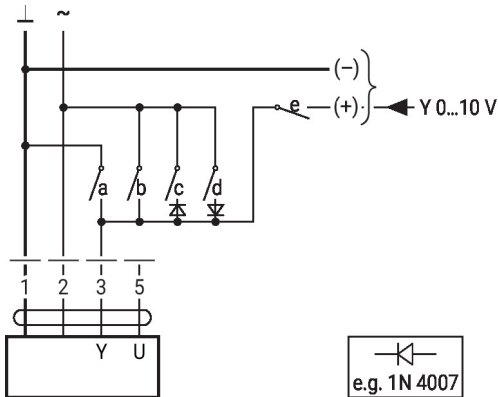 ⊥ ~
(–)
e (+) Y 0...10 V
a b c d
1 2 3 5
Y U
e.g. 1N 4007